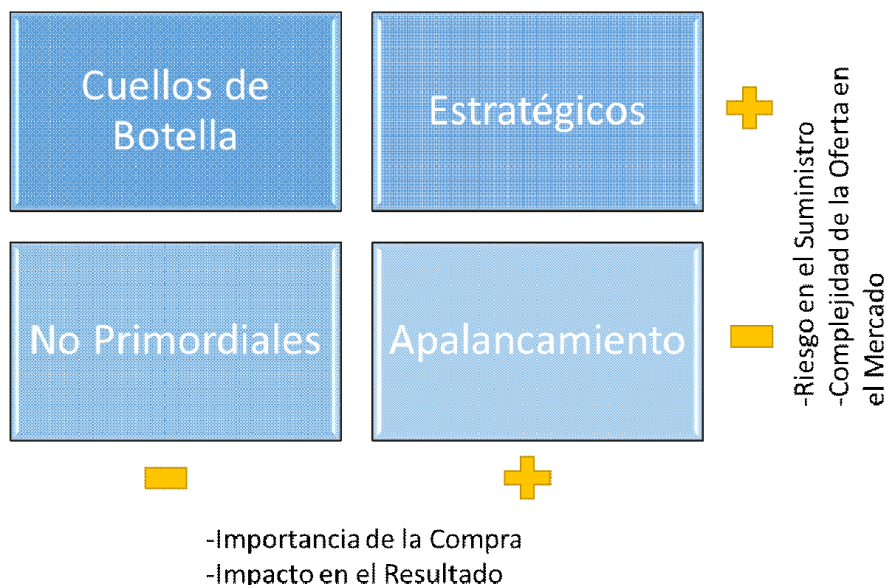 Cuellos de
Botella
Estratégicos
No Primordiales
Apalancamiento
-Riesgo en el Suministro
-Complejidad de la Oferta en
el Mercado
-Importancia de la Compra
-Impacto en el Resultado